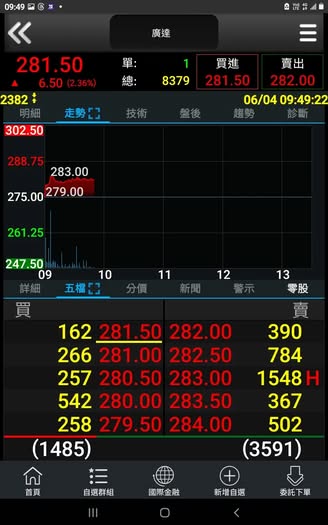 09:49
廣達
281.50
▲ 6.50 (2.36%)
單: 1
總: 8379
買進
281.50
賣出
282.00
2382
06/04 09:49:22
明細 走勢 技術 盤後 趨勢 診斷
302.50
288.75
275.00
261.25
247.50
283.00
279.00
09 10 11 12 13
詳細 五檔 分價 新聞 警示 零股
買 賣
162 281.50 282.00 390
266 281.00 282.50 784
257 280.50 283.00 1548 H
542 280.00 283.50 367
258 279.50 284.00 502
(1485) (3591)
首頁 自選群組 國際金融 新增自選 委託下單